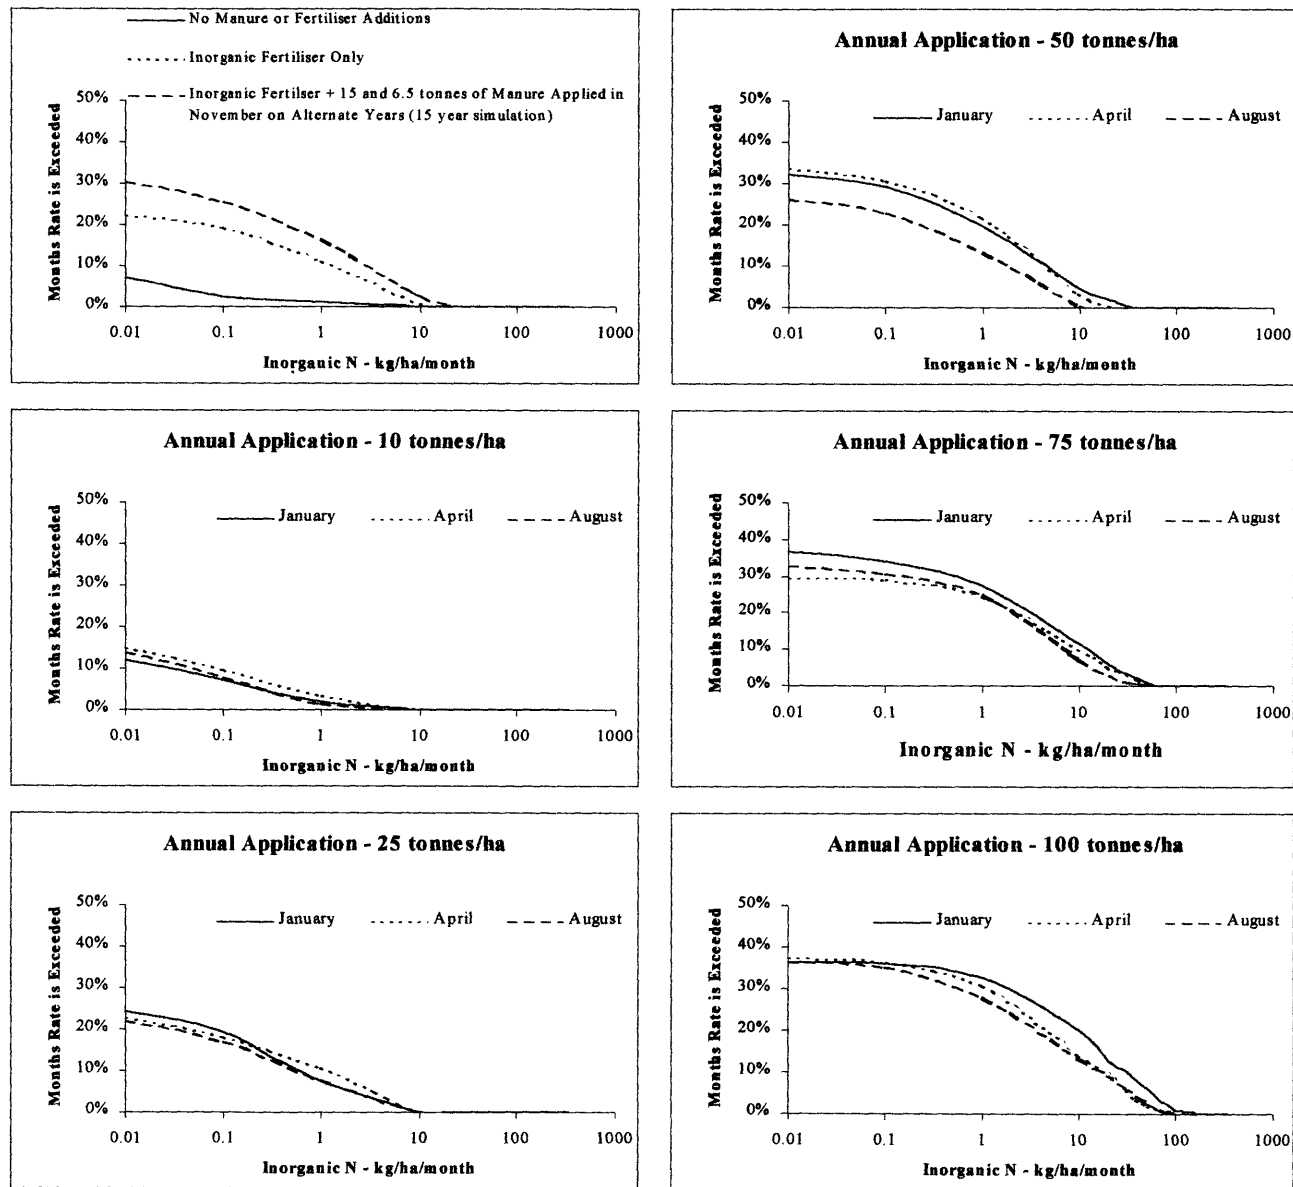 No Manure or Fertiliser Additions
Inorganic Fertiliser Only
Inorganic Fertilser + 15 and 6.5 tonnes of Manure Applied in
November on Alternate Years (15 year simulation)
Months Rate is Exceeded
50%
40%
30%
20%
10%
0%
0.01 0.1 1 10 100 1000
Inorganic N - kg/ha/month
Annual Application - 50 tonnes/ha
January April August
Months Rate is Exceeded
50%
40%
30%
20%
10%
0%
0.01 0.1 1 10 100 1000
Inorganic N - kg/ha/month
Annual Application - 10 tonnes/ha
January April August
Months Rate is Exceeded
50%
40%
30%
20%
10%
0%
0.01 0.1 1 10 100 1000
Inorganic N - kg/ha/month
Annual Application - 75 tonnes/ha
January April August
Months Rate is Exceeded
50%
40%
30%
20%
10%
0%
0.01 0.1 1 10 100 1000
Inorganic N - kg/ha/month
Annual Application - 25 tonnes/ha
January April August
Months Rate is Exceeded
50%
40%
30%
20%
10%
0%
0.01 0.1 1 10 100 1000
Inorganic N - kg/ha/month
Annual Application - 100 tonnes/ha
January April August
Months Rate is Exceeded
50%
40%
30%
20%
10%
0%
0.01 0.1 1 10 100 1000
Inorganic N - kg/ha/month